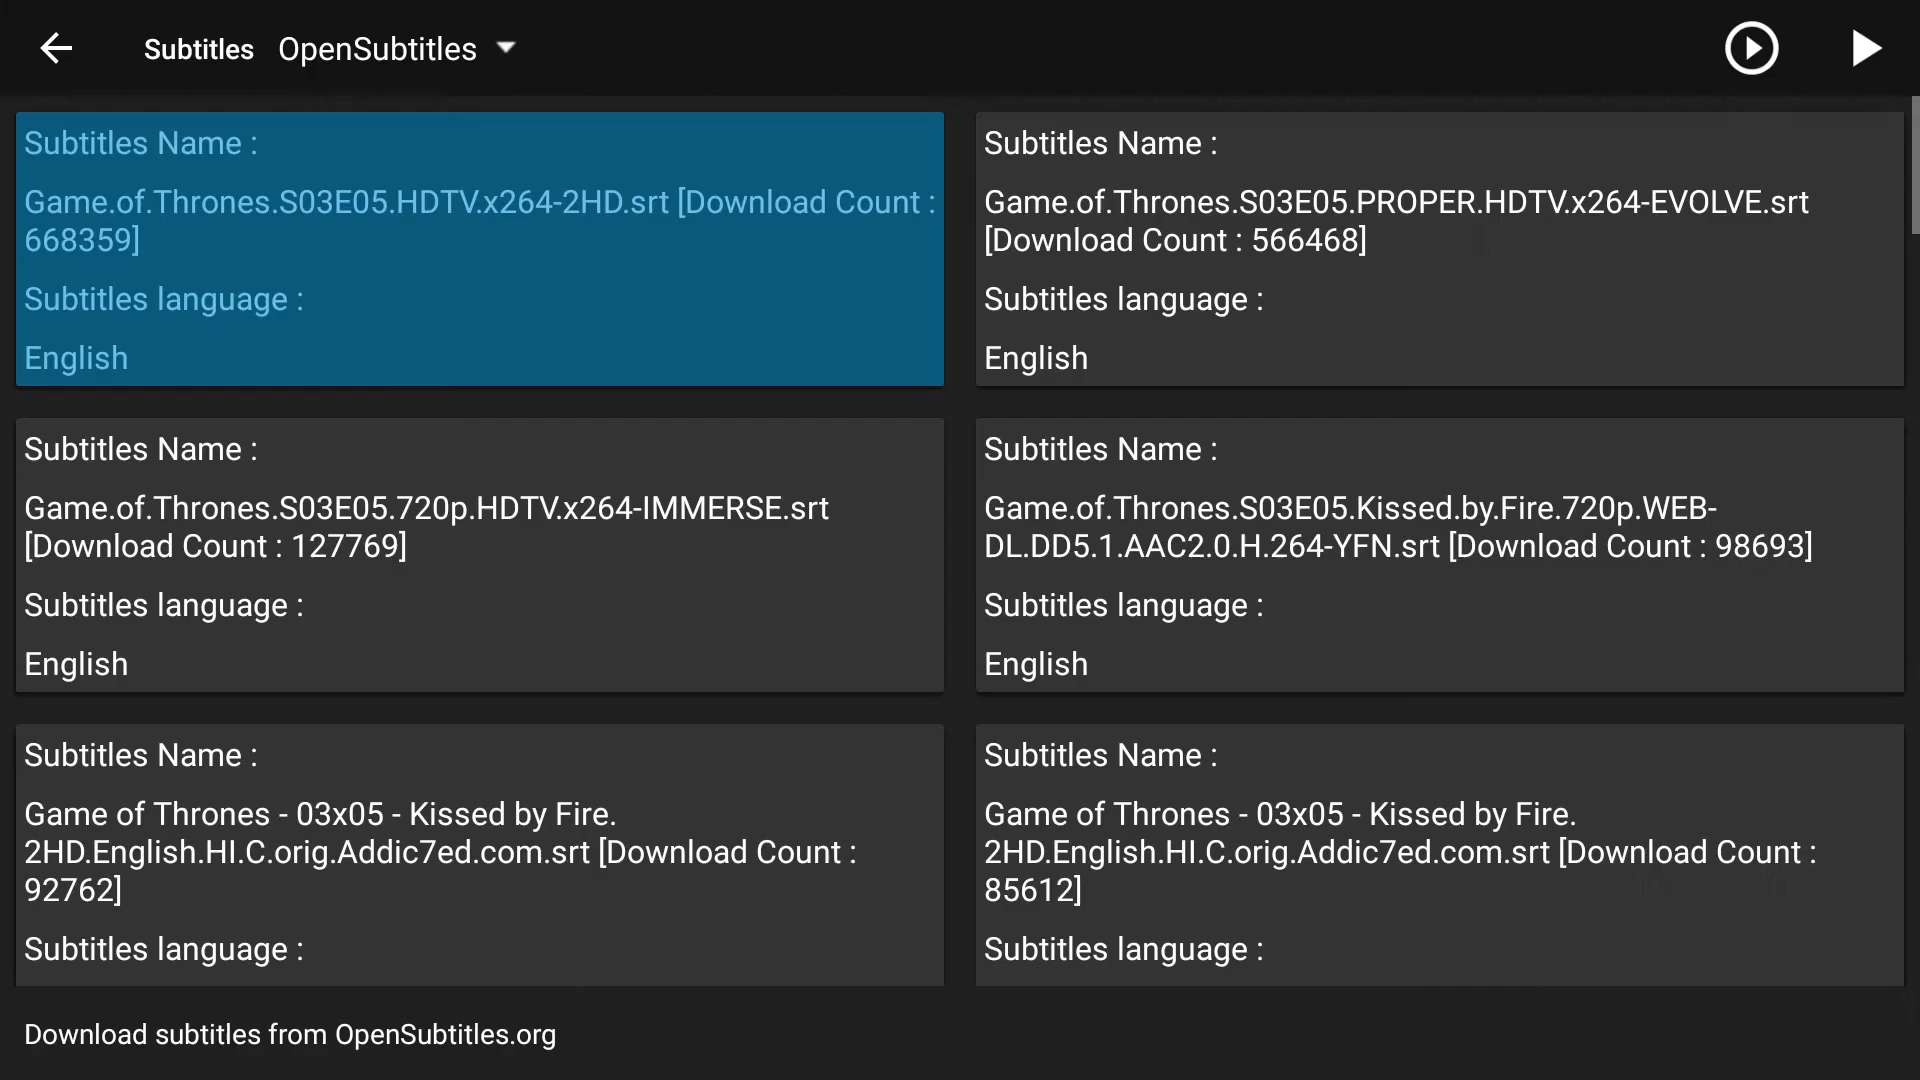 Subtitles OpenSubtitles
Subtitles Name :
Game.of.Thrones.S03E05.HDTV.x264-2HD.srt [Download Count :
668359]
Subtitles language :
English
Subtitles Name :
Game.of.Thrones.S03E05.PROPER.HDTV.x264-EVOLVE.srt
[Download Count : 566468]
Subtitles language :
English
Subtitles Name :
Game.of.Thrones.S03E05.720p.HDTV.x264-IMMERSE.srt
[Download Count : 127769]
Subtitles language :
English
Subtitles Name :
Game.of.Thrones.S03E05.Kissed.by.Fire.720p.WEB-
DL.DD5.1.AAC2.0.H.264-YFN.srt [Download Count : 98693]
Subtitles language :
English
Subtitles Name :
Game of Thrones - 03x05 - Kissed by Fire.
2HD.English.HI.C.orig.Addic7ed.com.srt [Download Count :
92762]
Subtitles language :
Subtitles Name :
Game of Thrones - 03x05 - Kissed by Fire.
2HD.English.HI.C.orig.Addic7ed.com.srt [Download Count :
85612]
Subtitles language :
Download subtitles from OpenSubtitles.org